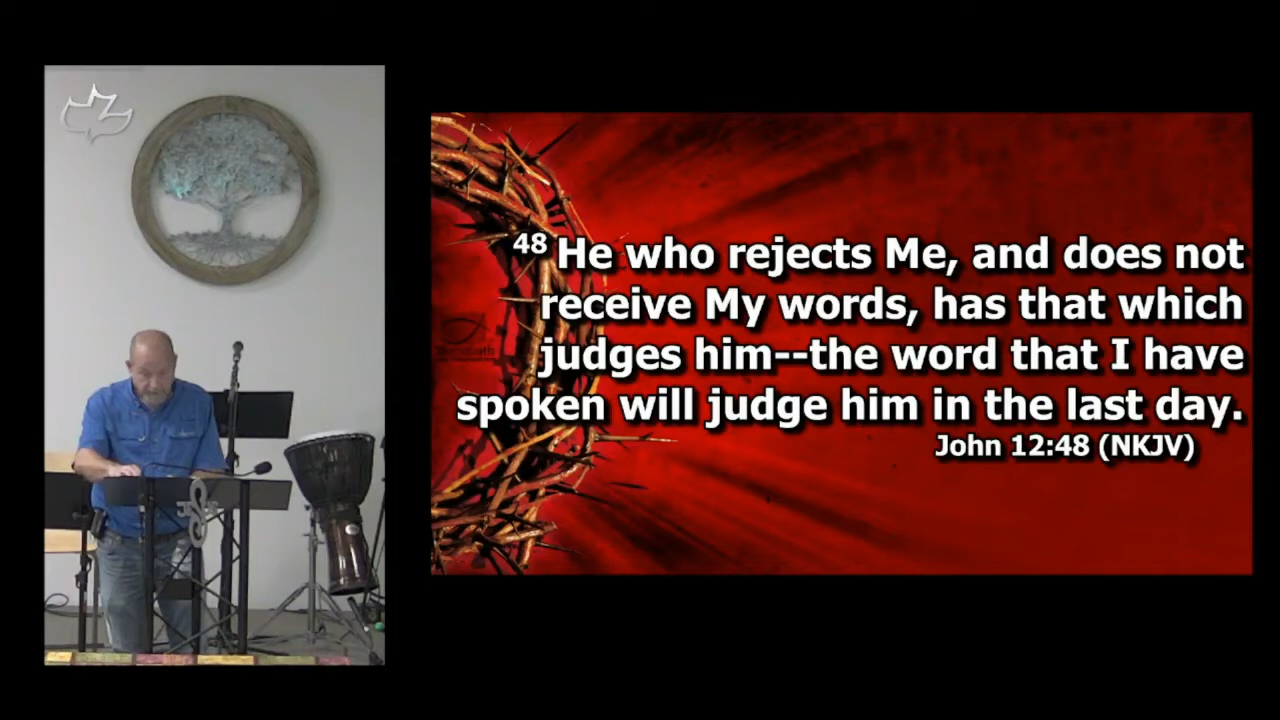 48 He who rejects Me, and does not
receive My words, has that which
judges him--the word that I have
spoken will judge him in the last day.
John 12:48 (NKJV)